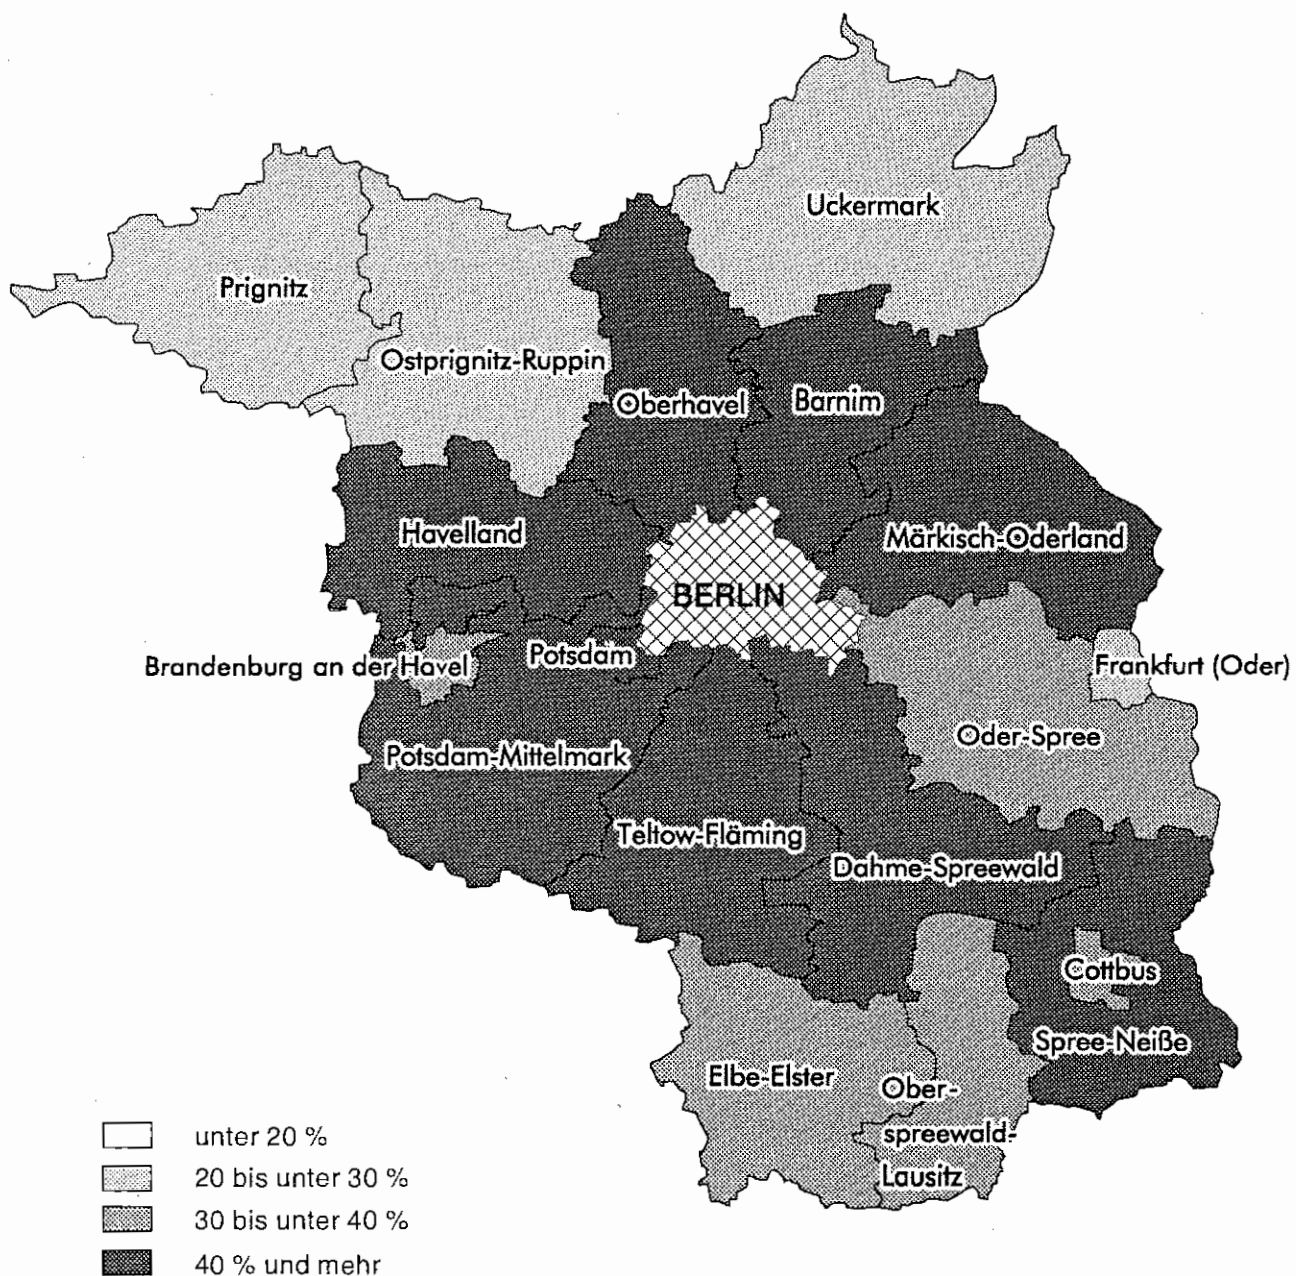 Uckermark
Prignitz
Ostprignitz-Ruppin
Oberhavel
Barnim
Havelland
Märkisch-Oderland
BERLIN
Brandenburg an der Havel
Potsdam
Frankfurt (Oder)
Oder-Spree
Potsdam-Mittelmark
Teltow-Fläming
Dahme-Spreewald
Cottbus
Spree-Neiße
Elbe-Elster
Ober-
spreewald-
Lausitz
unter 20 %
20 bis unter 30 %
30 bis unter 40 %
40 % und mehr